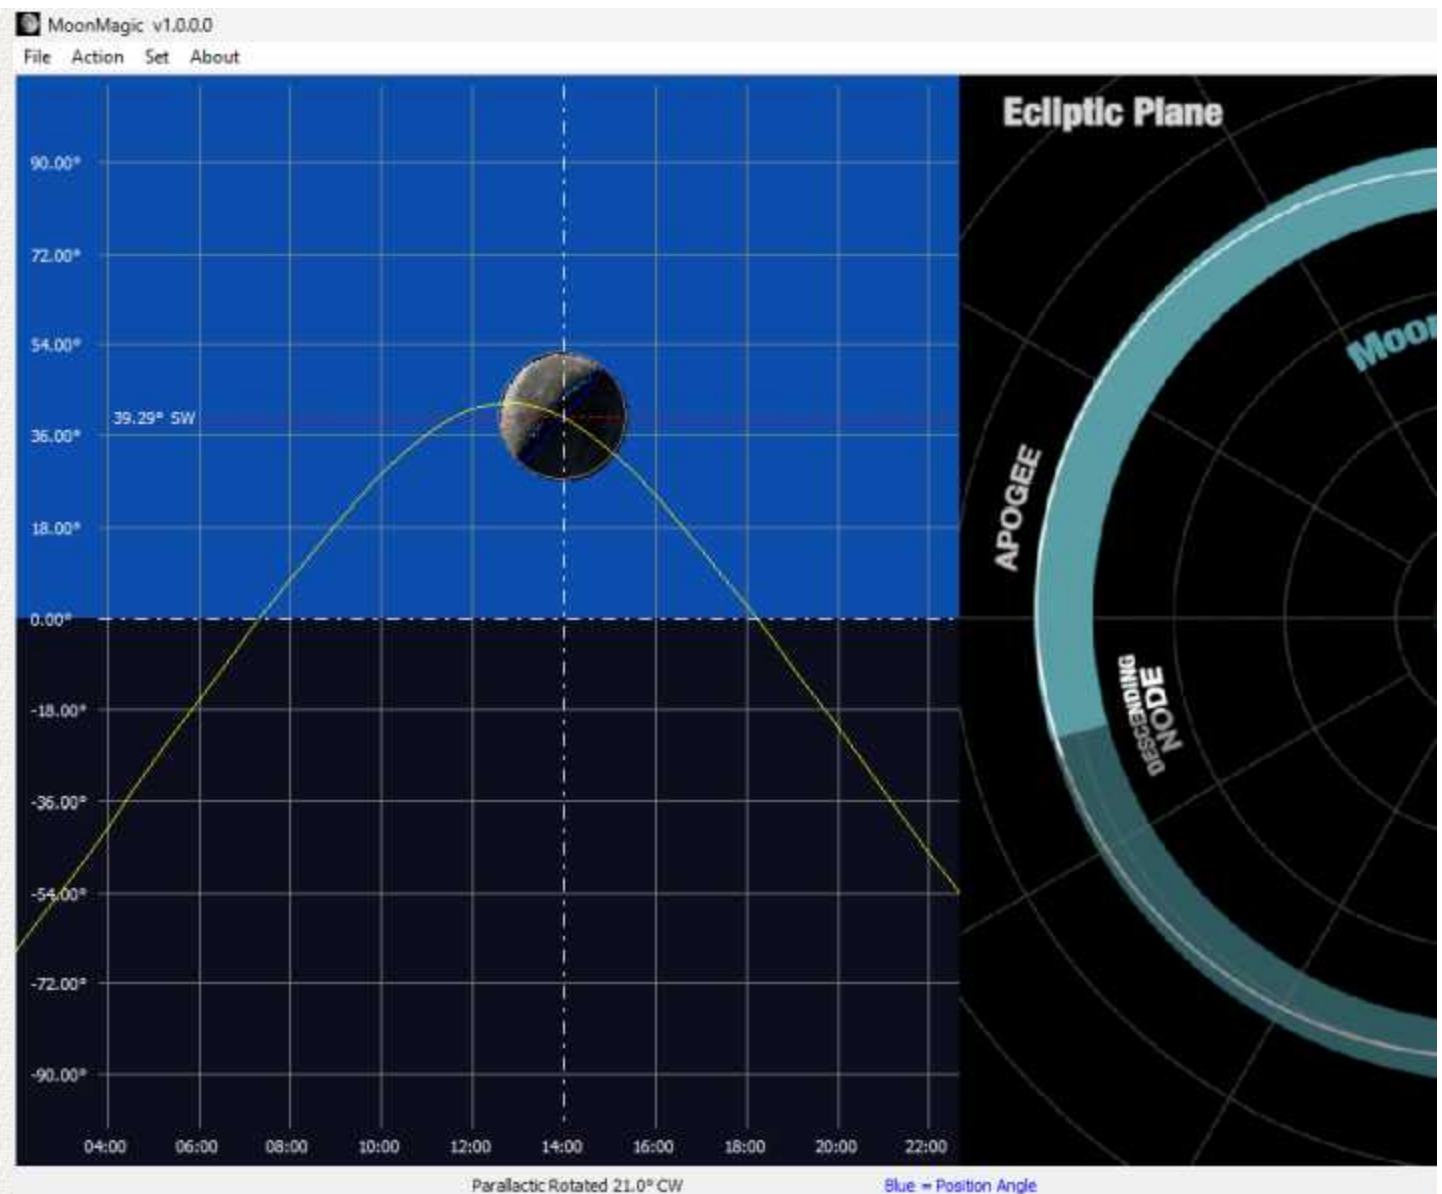 MoonMagic v1.0.0.0
File Action Set About
Ecliptic Plane
90.00°
72.00°
54.00°
39.29° SW
36.00°
18.00°
0.00°
-18.00°
-36.00°
-54.00°
-72.00°
-90.00°
04:00 06:00 08:00 10:00 12:00 14:00 16:00 18:00 20:00 22:00
Moon
APOGEE
DESCENDING
NODE
Parallactic Rotated 21.0° CW
Blue = Position Angle